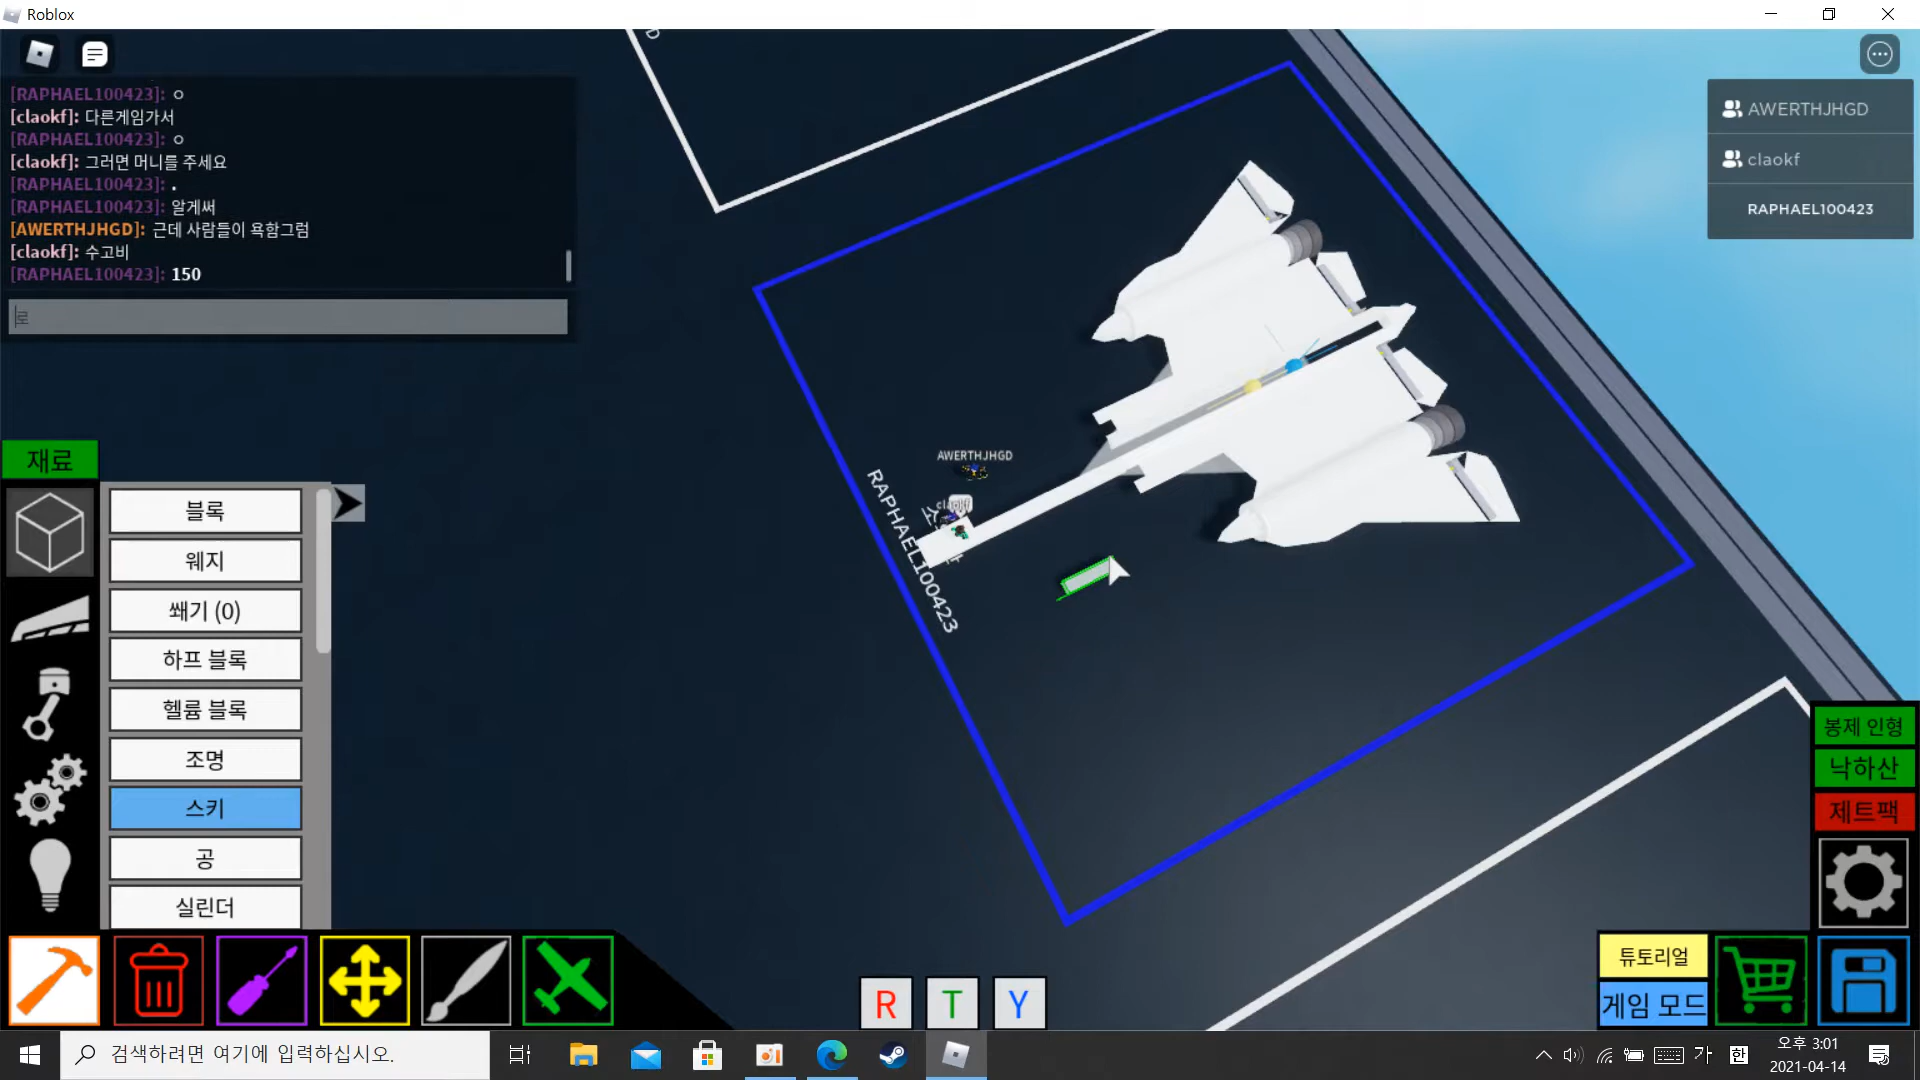 Roblox
[RAPHAEL100423]: ㅇ
[claokf]: 다른게임가서
[RAPHAEL100423]: ㅇ
[claokf]: 그러면 머니를 주세요
[RAPHAEL100423]: .
[RAPHAEL100423]: 알게써
[AWERTHJHGD]: 근데 사람들이 욕함그럼
[claokf]: 수고비
[RAPHAEL100423]: 150
로
AWERTHJHGD
claokf
RAPHAEL100423
AWERTHJHGD
claokf
RAPHAEL100423
재료
블록
웨지
쐐기 (0)
하프 블록
헬륨 블록
조명
스키
공
실린더
봉제 인형
낙하산
제트팩
튜토리얼
게임 모드
R
T
Y
검색하려면 여기에 입력하십시오.
가
한
오후 3:01
2021-04-14